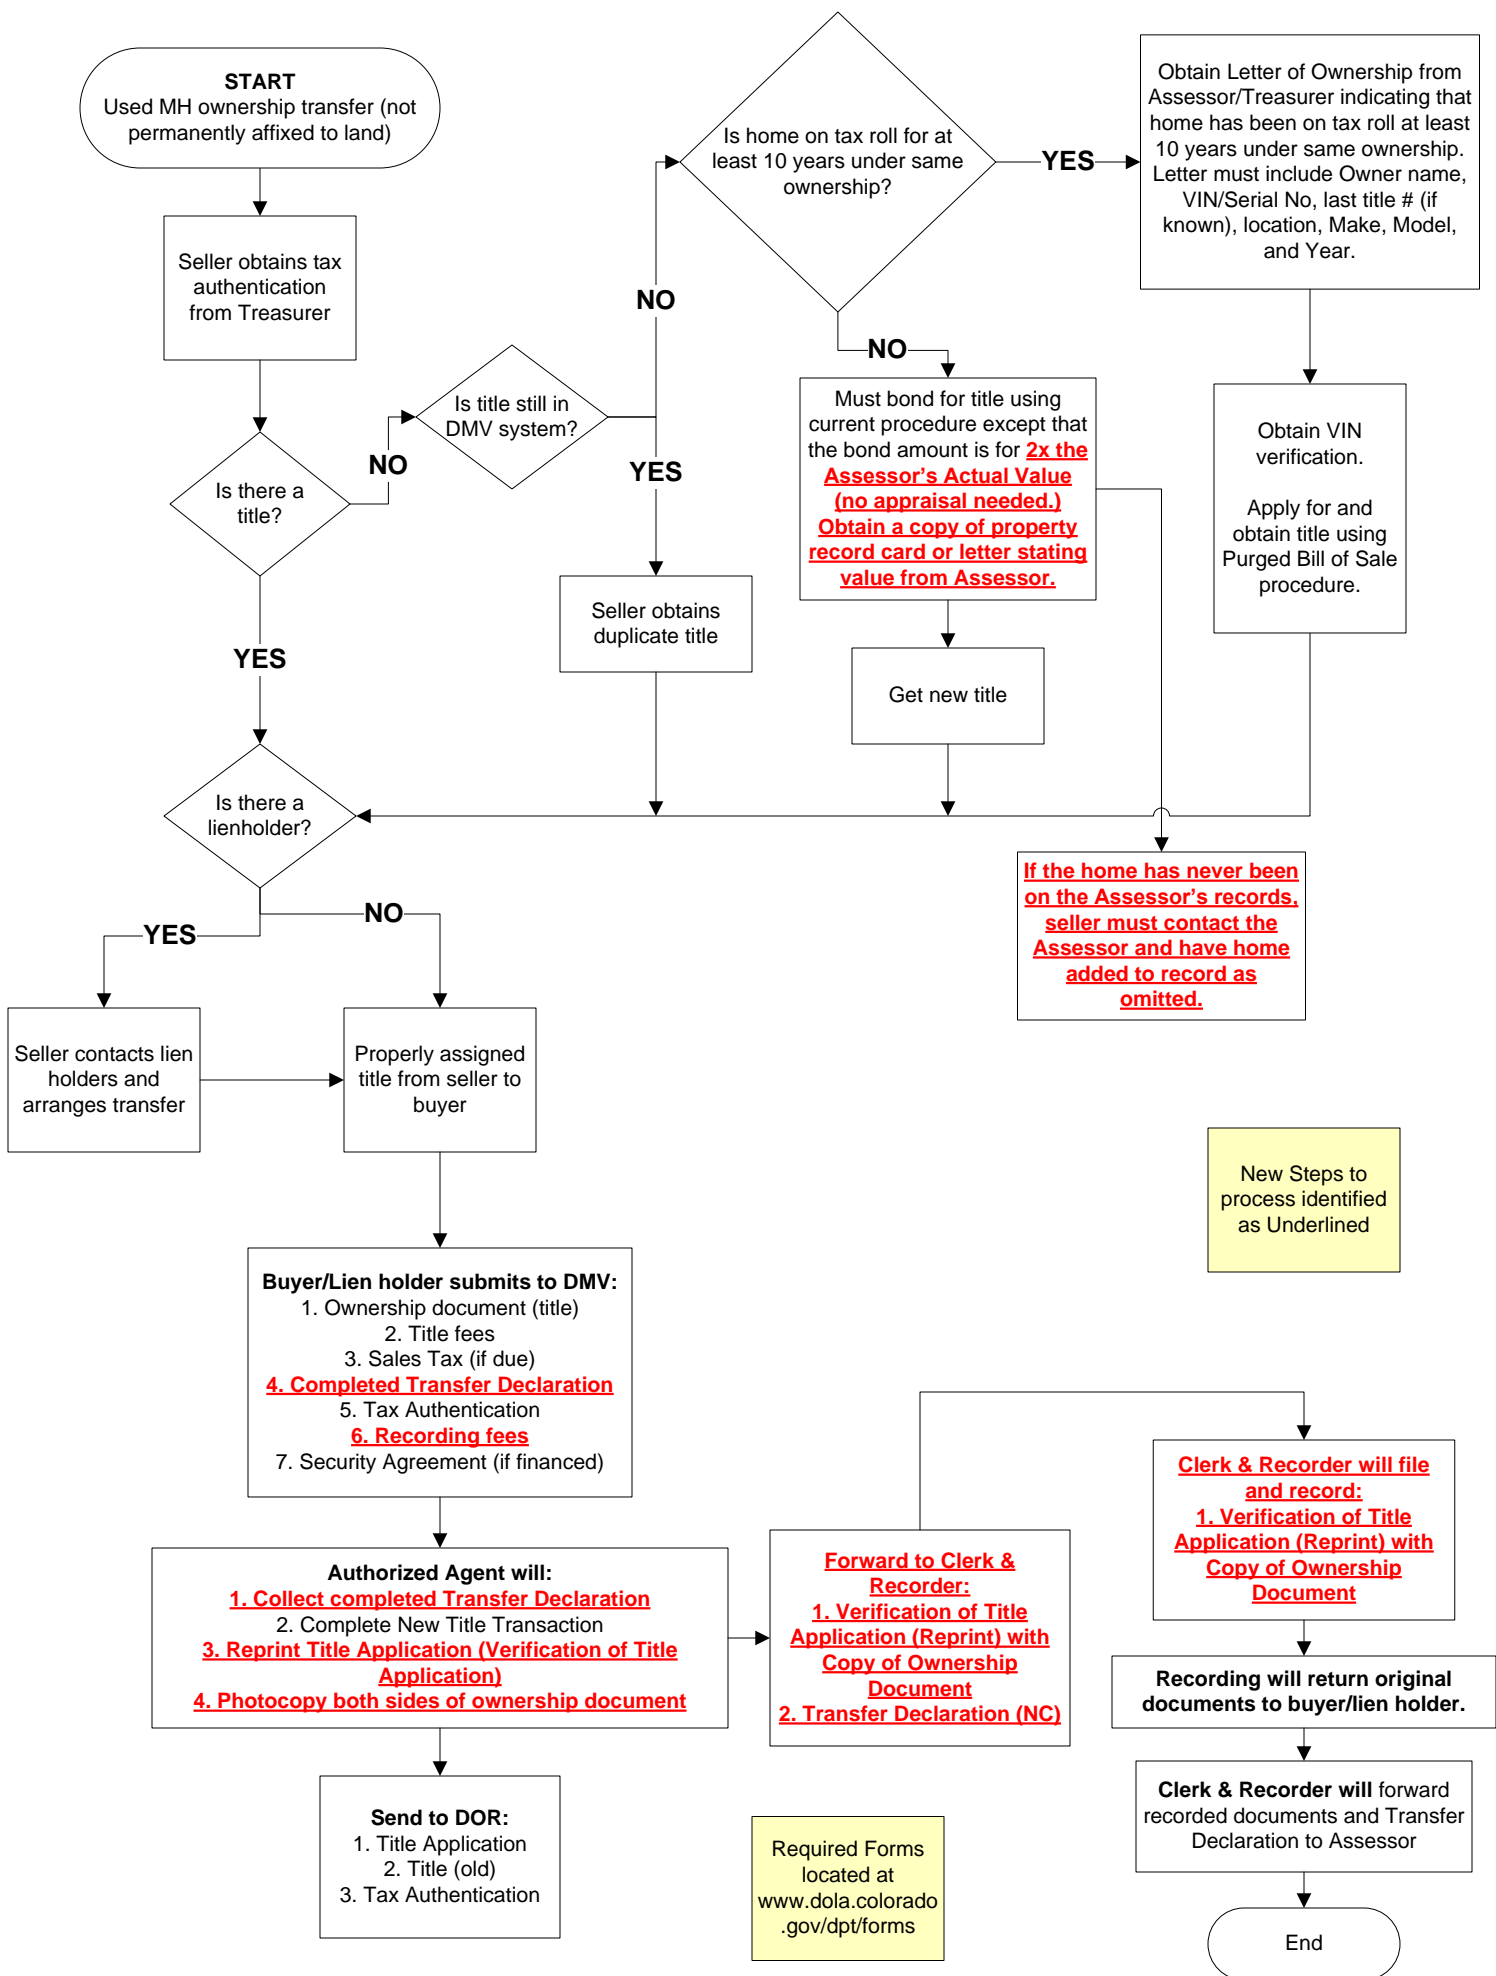 START
Used MH ownership transfer (not
permanently affixed to land)
Seller obtains tax
authentication
from Treasurer
Is there a
title?
NO
YES
Is title still in
DMV system?
NO
YES
Is home on tax roll for at
least 10 years under same
ownership?
YES
NO
Obtain Letter of Ownership from
Assessor/Treasurer indicating that
home has been on tax roll at least
10 years under same ownership.
Letter must include Owner name,
VIN/Serial No, last title # (if
known), location, Make, Model,
and Year.
Must bond for title using
current procedure except that
the bond amount is for 2x the
Assessor’s Actual Value
(no appraisal needed.)
Obtain a copy of property
record card or letter stating
value from Assessor.
Obtain VIN
verification.
Apply for and
obtain title using
Purged Bill of Sale
procedure.
Seller obtains
duplicate title
Get new title
Is there a
lienholder?
YES
NO
If the home has never been
on the Assessor’s records,
seller must contact the
Assessor and have home
added to record as
omitted.
Seller contacts lien
holders and
arranges transfer
Properly assigned
title from seller to
buyer
New Steps to
process identified
as Underlined
Buyer/Lien holder submits to DMV:
1. Ownership document (title)
2. Title fees
3. Sales Tax (if due)
4. Completed Transfer Declaration
5. Tax Authentication
6. Recording fees
7. Security Agreement (if financed)
Authorized Agent will:
1. Collect completed Transfer Declaration
2. Complete New Title Transaction
3. Reprint Title Application (Verification of Title
Application)
4. Photocopy both sides of ownership document
Forward to Clerk &
Recorder:
1. Verification of Title
Application (Reprint) with
Copy of Ownership
Document
2. Transfer Declaration (NC)
Clerk & Recorder will file
and record:
1. Verification of Title
Application (Reprint) with
Copy of Ownership
Document
Recording will return original
documents to buyer/lien holder.
Clerk & Recorder will forward
recorded documents and Transfer
Declaration to Assessor
End
Send to DOR:
1. Title Application
2. Title (old)
3. Tax Authentication
Required Forms
located at
www.dola.colorado
.gov/dpt/forms